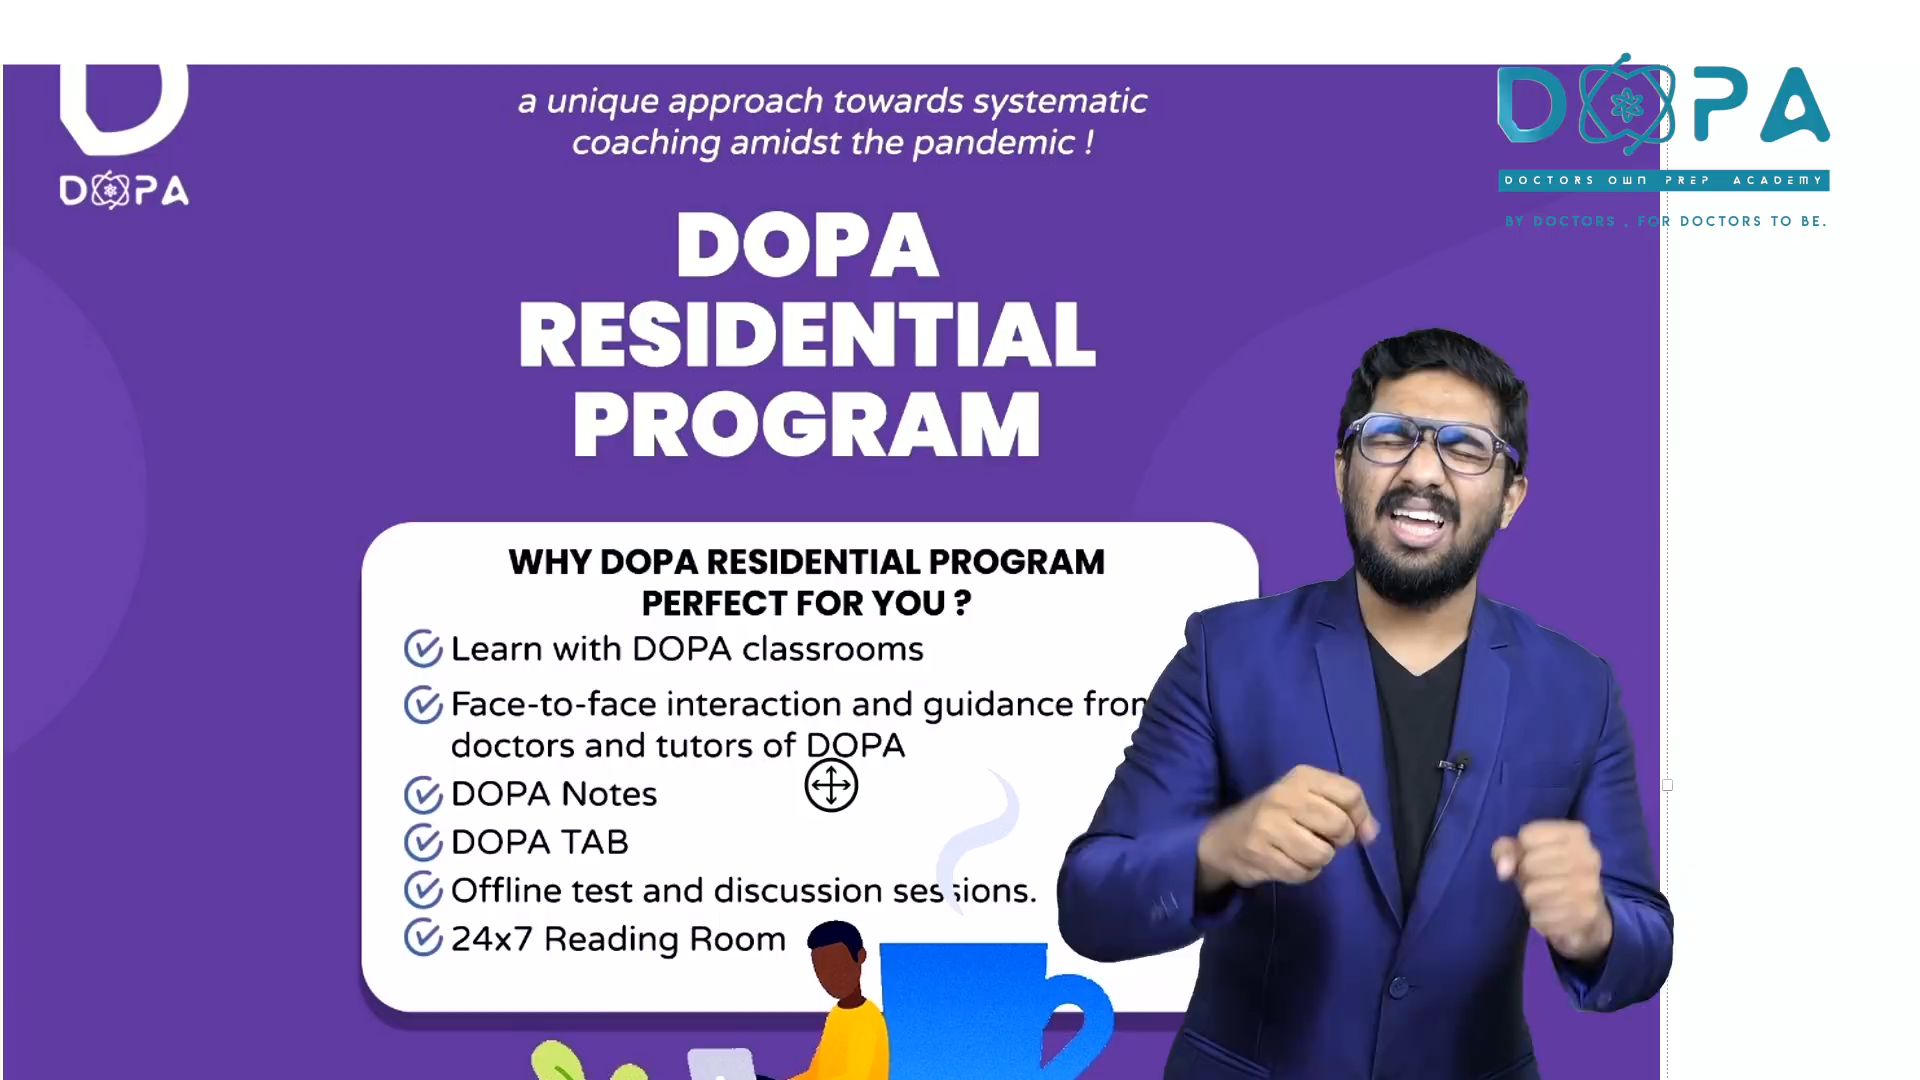 a unique approach towards systematic
coaching amidst the pandemic !
DOPA
DOPA
DOCTORS OWN PREP ACADEMY
BY DOCTORS , FOR DOCTORS TO BE.
DOPA
RESIDENTIAL
PROGRAM
WHY DOPA RESIDENTIAL PROGRAM
PERFECT FOR YOU ?
Learn with DOPA classrooms
Face-to-face interaction and guidance
doctors and tutors of DOPA
DOPA Notes
DOPA TAB
Offline test and discussion sessions.
24x7 Reading Room